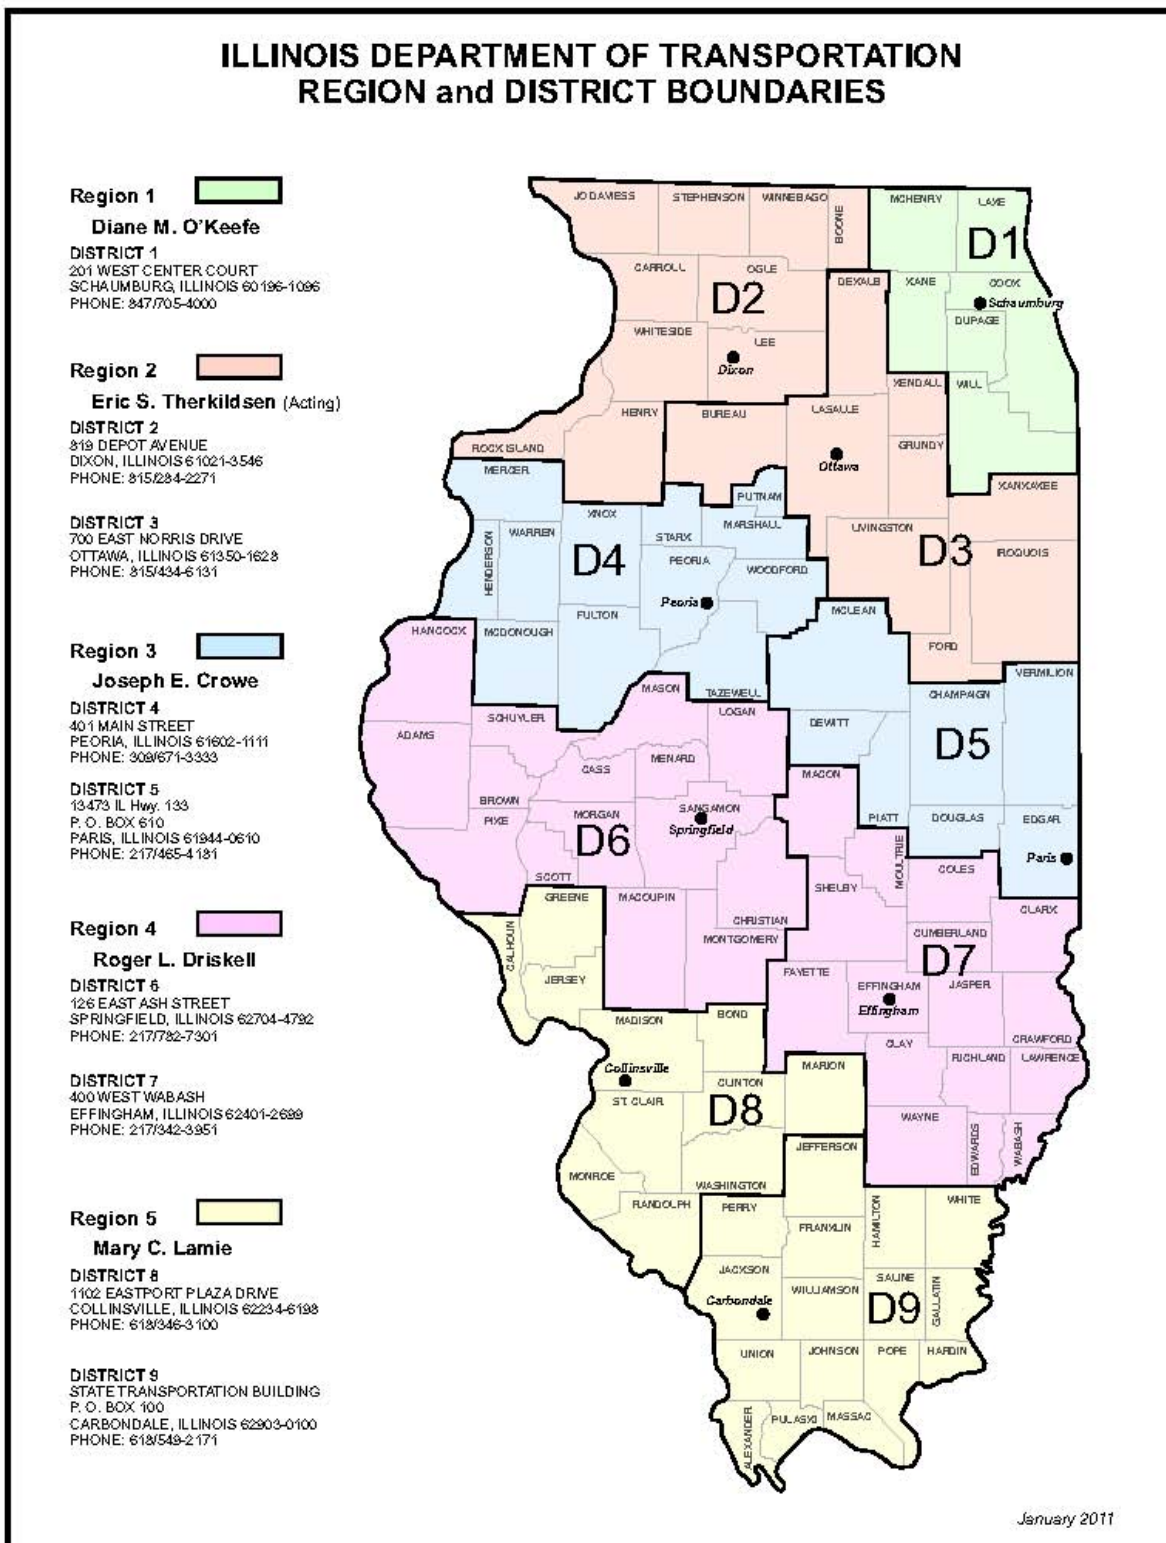 ILLINOIS DEPARTMENT OF TRANSPORTATION
REGION and DISTRICT BOUNDARIES
Region 1
Diane M. O'Keefe
DISTRICT 1
201 WEST CENTER COURT
SCHAUMBURG, ILLINOIS 60196-1096
PHONE: 847/705-4000
Region 2
Eric S. Therkildsen (Acting)
DISTRICT 2
819 DEPOT AVENUE
DIXON, ILLINOIS 61021-3546
PHONE: 815/284-2271
DISTRICT 3
700 EAST NORRIS DRIVE
OTTAWA, ILLINOIS 61350-1628
PHONE: 815/434-6131
Region 3
Joseph E. Crowe
DISTRICT 4
401 MAIN STREET
PEORIA, ILLINOIS 61602-1111
PHONE: 309/671-3333
DISTRICT 5
13473 IL Hwy. 133
P. O. BOX 610
PARIS, ILLINOIS 61944-0610
PHONE: 217/465-4181
Region 4
Roger L. Driskell
DISTRICT 6
126 EAST ASH STREET
SPRINGFIELD, ILLINOIS 62704-4792
PHONE: 217/782-7301
DISTRICT 7
400 WEST WABASH
EFFINGHAM, ILLINOIS 62401-2699
PHONE: 217/342-3951
Region 5
Mary C. Lamie
DISTRICT 8
1102 EASTPORT PLAZA DRIVE
COLLINSVILLE, ILLINOIS 62234-6198
PHONE: 618/346-3100
DISTRICT 9
STATE TRANSPORTATION BUILDING
P. O. BOX 100
CARBONDALE, ILLINOIS 62903-0100
PHONE: 618/549-2171
JO DAVIESS
STEPHENSON
WINNEBAGO
BOONE
MCHENRY
LAKE
D1
CARROLL
OGLE
D2
DEKALB
KANE
COOK
Schaumburg
DUPAGE
WHITESIDE
LEE
Dixon
KENDALL
WILL
HENRY
BUREAU
LASALLE
GRUNDY
ROCK ISLAND
Ottawa
MERCER
KANKAKEE
PUTNAM
KNOX
MARSHALL
LIVINGSTON
HENDERSON
WARREN
STARK
D4
PEORIA
WOODFORD
D3
IROQUOIS
Peoria
MCLEAN
FULTON
HANCOCK
MCDONOUGH
FORD
VERMILION
MASON
TAZEWELL
CHAMPAIGN
LOGAN
SCHUYLER
DEWITT
ADAMS
D5
MENARD
CASS
MACON
BROWN
SANGAMON
PIKE
MORGAN
Springfield
PIATT
DOUGLAS
EDGAR
D6
Paris
MOULTRIE
COLES
SCOTT
SHELBY
GREENE
MACOUPIN
CHRISTIAN
CLARK
CALHOUN
MONTGOMERY
CUMBERLAND
D7
JERSEY
FAYETTE
EFFINGHAM
Effingham
JASPER
MADISON
BOND
CLAY
CRAWFORD
RICHLAND
LAWRENCE
Collinsville
MARION
CLINTON
ST. CLAIR
D8
WAYNE
EDWARDS
WABASH
JEFFERSON
MONROE
WASHINGTON
RANDOLPH
PERRY
HAMILTON
WHITE
FRANKLIN
JACKSON
SALINE
GALLATIN
WILLIAMSON
Carbondale
D9
UNION
JOHNSON
POPE
HARDIN
ALEXANDER
PULASKI
MASSAC
January 2011